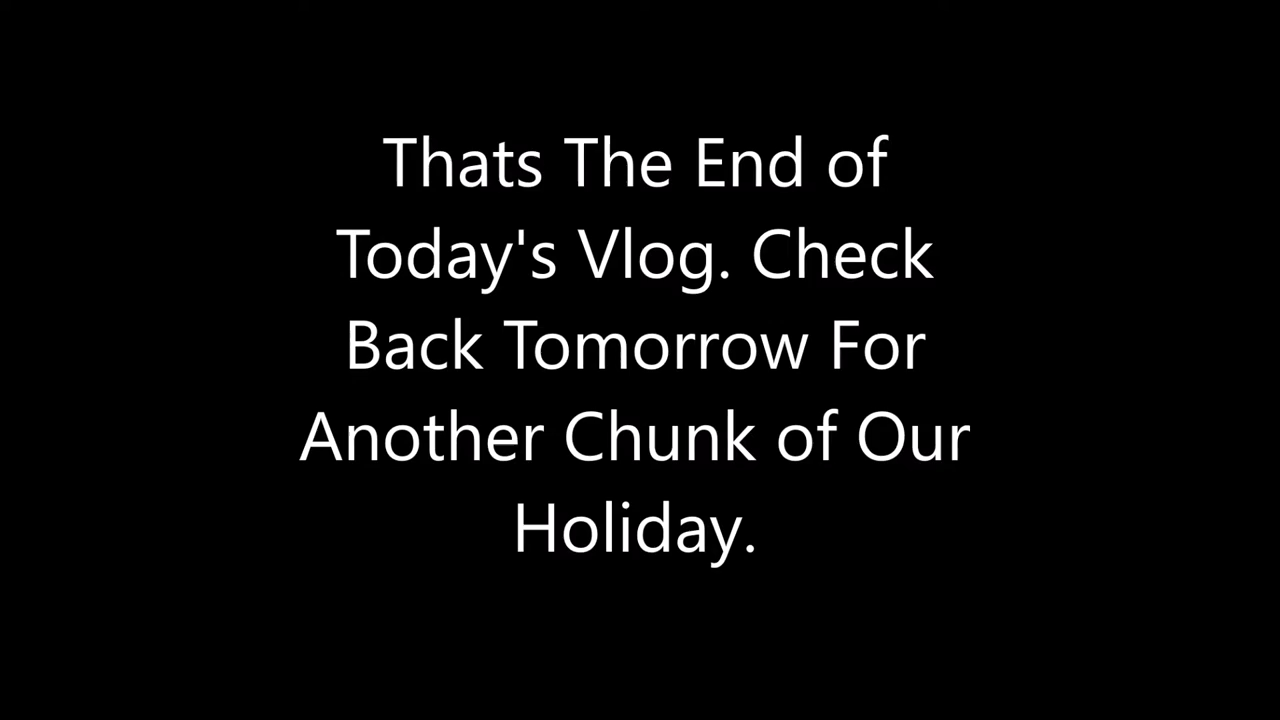 Thats The End of
Today's Vlog. Check
Back Tomorrow For
Another Chunk of Our
Holiday.